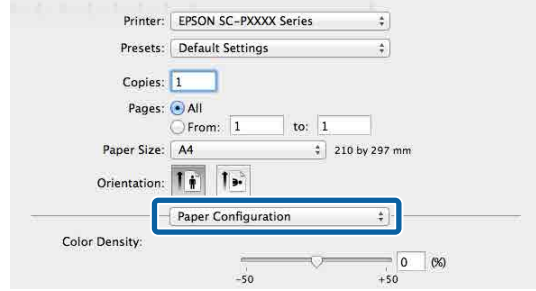 Printer: EPSON SC-PXXXX Series
Presets: Default Settings
Copies: 1
Pages: All
From: 1 to: 1
Paper Size: A4 210 by 297 mm
Orientation:
Paper Configuration
Color Density:
0 (%)
-50 +50